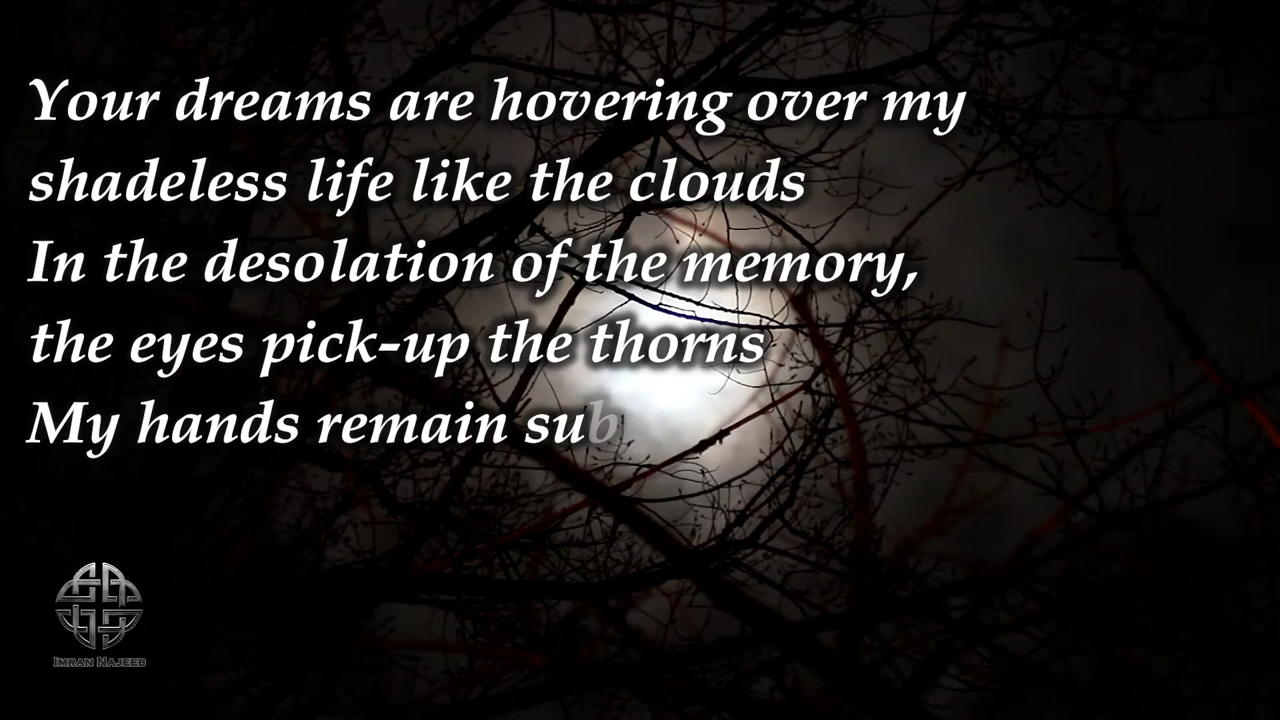 Your dreams are hovering over my
shadeless life like the clouds
In the desolation of the memory,
the eyes pick-up the thorns
My hands remain sub
IMRAN NAJEEB